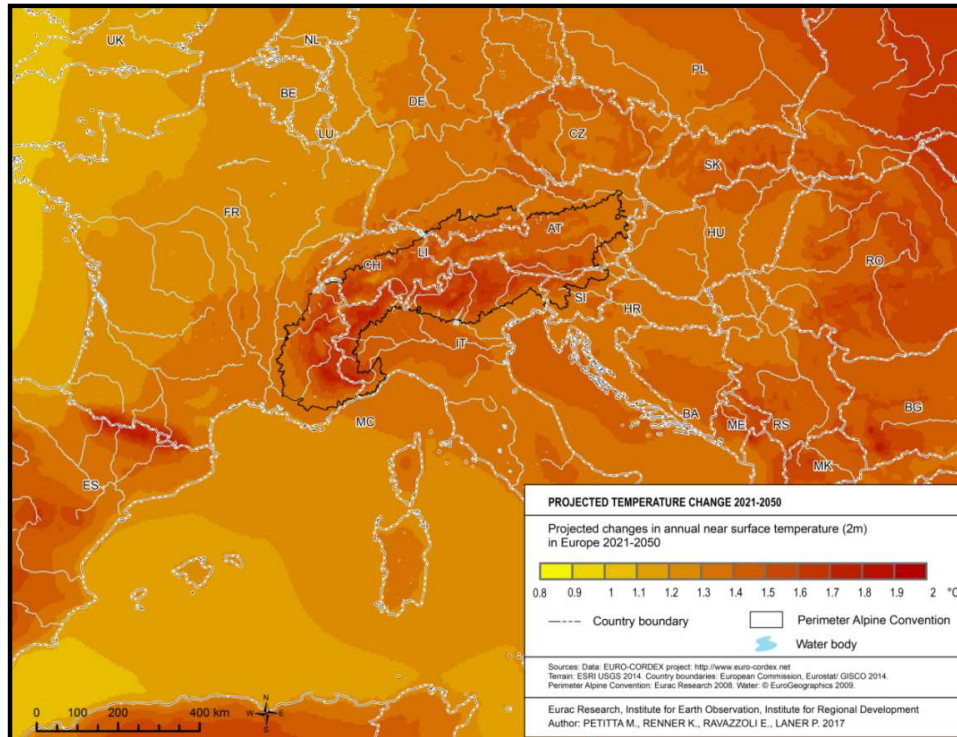 UK
NL
PL
BE
DE
LU
CZ
SK
FR
AT
HU
LI
CH
RO
SI
HR
IT
BA
BG
MC
ME
RS
MK
ES
PROJECTED TEMPERATURE CHANGE 2021-2050
Projected changes in annual near surface temperature (2m)
in Europe 2021-2050
0.8 0.9 1 1.1 1.2 1.3 1.4 1.5 1.6 1.7 1.8 1.9 2 °C
Country boundary
Perimeter Alpine Convention
Water body
Sources: Data: EURO-CORDEX project: http://www.euro-cordex.net
Terrain: ESRI USGS 2014. Country boundaries: European Commission, Eurostat/ GISCO 2014.
Perimeter Alpine Convention: Eurac Research 2008. Water: © EuroGeographics 2009.
Eurac Research, Institute for Earth Observation, Institute for Regional Development
Author: PETITTA M., RENNER K., RAVAZZOLI E., LANER P. 2017
N
W E
S
0 100 200 400 km